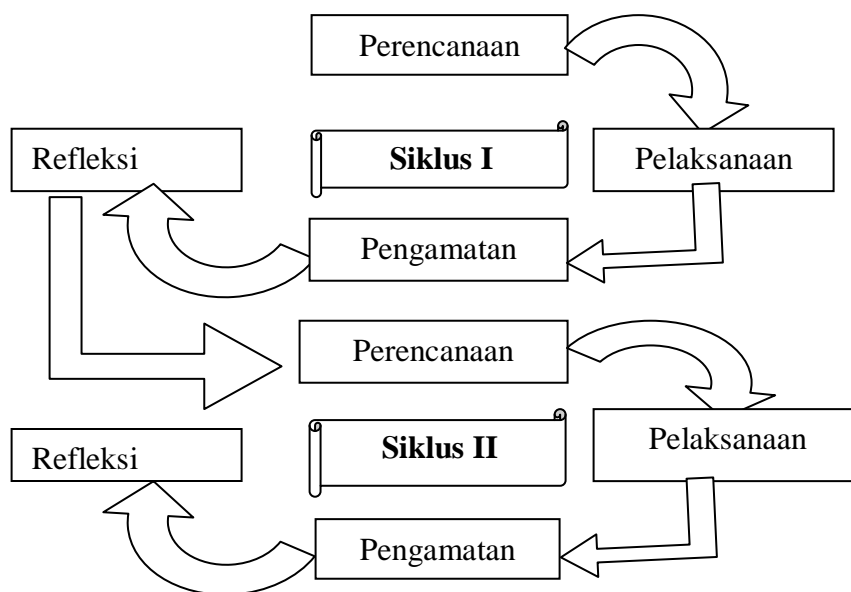 Perencanaan
Refleksi
Siklus I
Pelaksanaan
Pengamatan
Perencanaan
Refleksi
Siklus II
Pelaksanaan
Pengamatan